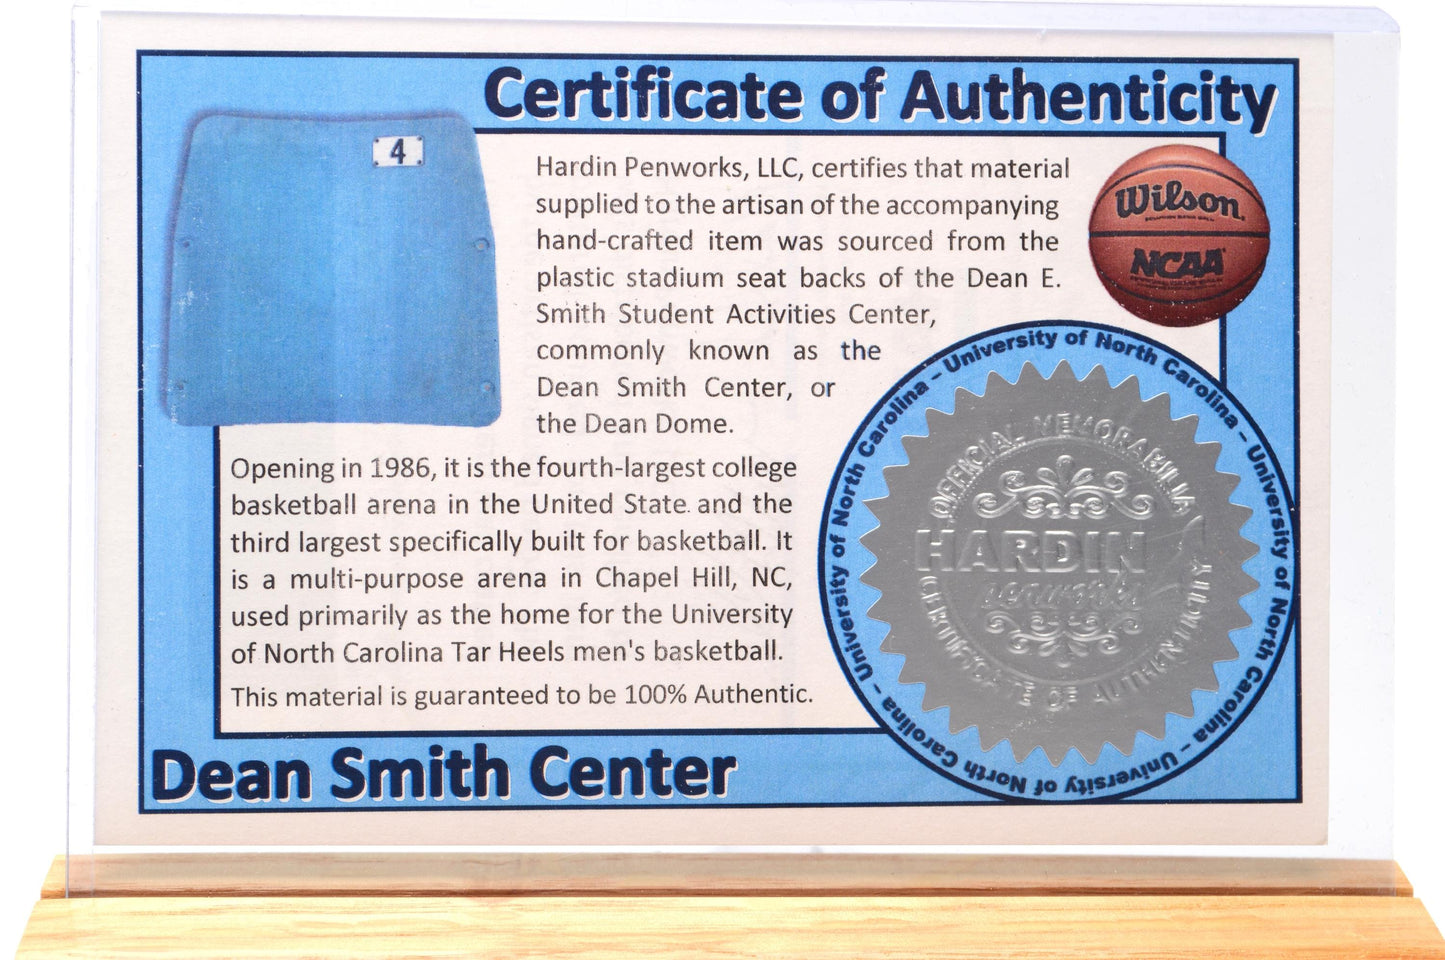 Certificate of Authenticity
4
Hardin Penworks, LLC, certifies that material
supplied to the artisan of the accompanying
hand-crafted item was sourced from the
plastic stadium seat backs of the Dean E.
Smith Student Activities Center,
commonly known as the
Dean Smith Center, or
the Dean Dome.
Wilson
NCAA
Opening in 1986, it is the fourth-largest college
basketball arena in the United State and the
third largest specifically built for basketball. It
is a multi-purpose arena in Chapel Hill, NC,
used primarily as the home for the University
of North Carolina Tar Heels men's basketball.
This material is guaranteed to be 100% Authentic.
University of North Carolina – University of North Carolina – University of North Carolina – University of North Carolina –
OFFICIAL MEMORABILIA
HARDIN
penworks
CERTIFICATE OF AUTHENTICITY
Dean Smith Center